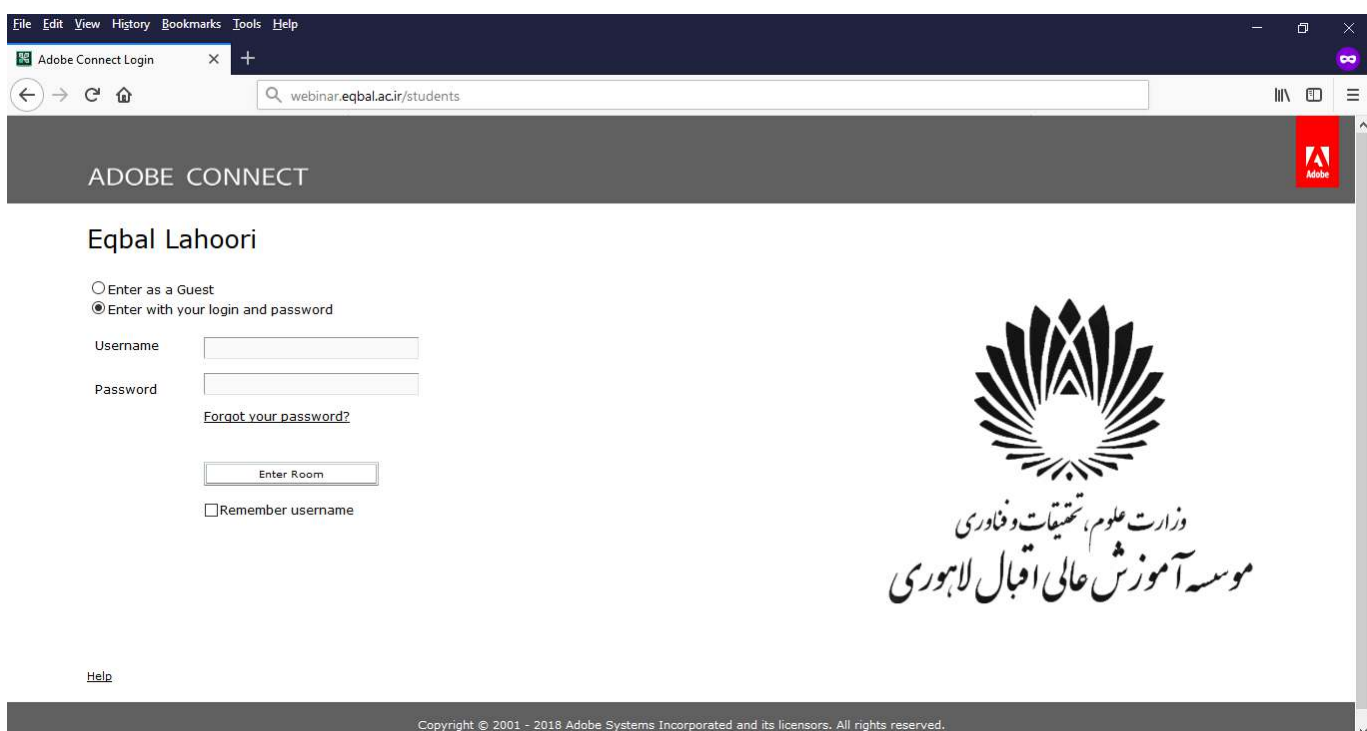 File Edit View History Bookmarks Tools Help
Adobe Connect Login
webinar.eqbal.ac.ir/students
ADOBE CONNECT
Adobe
Eqbal Lahoori
Enter as a Guest
Enter with your login and password
Username
Password
Forgot your password?
Enter Room
Remember username
وزارت علوم، تحقیقات و فناوری
موسسه آموزش عالی اقبال لاهوری
Help
Copyright © 2001 - 2018 Adobe Systems Incorporated and its licensors. All rights reserved.